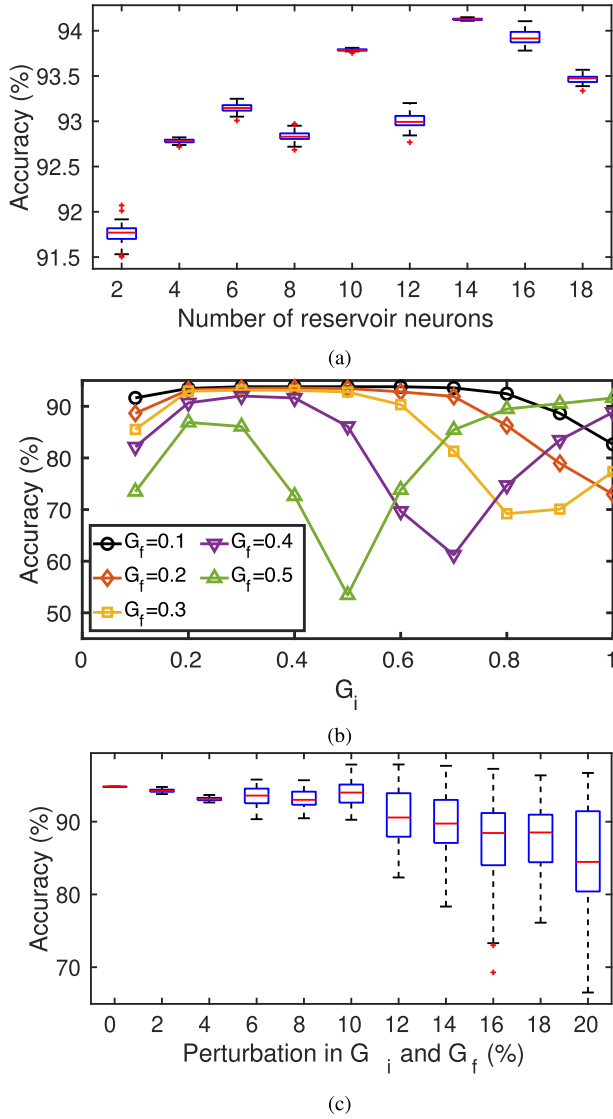 94
93.5
93
92.5
92
91.5
Accuracy (%)
2 4 6 8 10 12 14 16 18
Number of reservoir neurons
(a)
90
80
70
60
50
Accuracy (%)
G_f=0.1 G_f=0.4
G_f=0.2 G_f=0.5
G_f=0.3
0 0.2 0.4 0.6 0.8 1
G_i
(b)
90
80
70
Accuracy (%)
0 2 4 6 8 10 12 14 16 18 20
Perturbation in G_i and G_f (%)
(c)